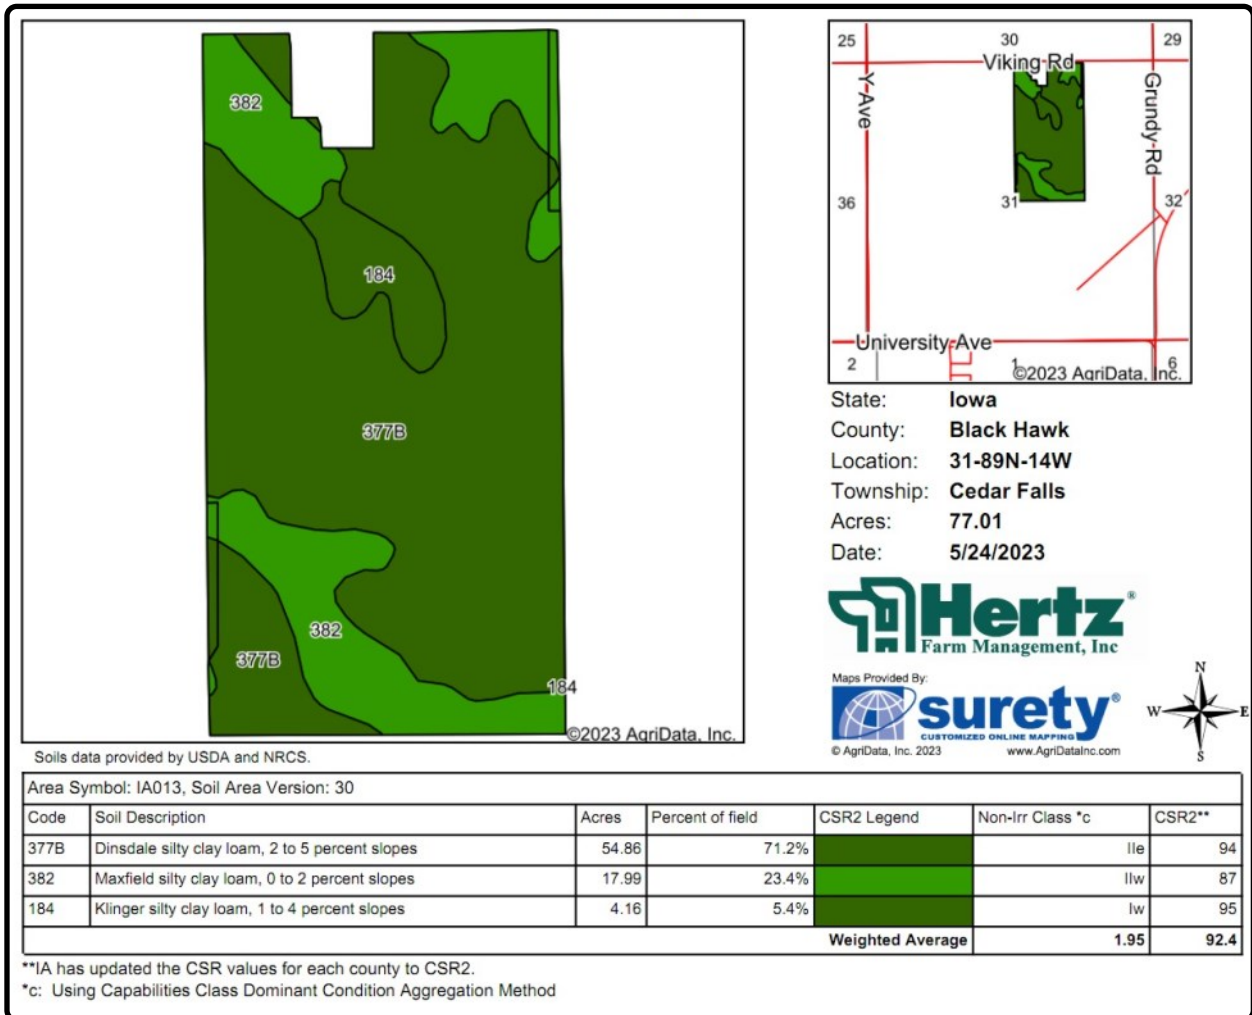 382
184
377B
382
377B
184
©2023 AgriData, Inc.
Soils data provided by USDA and NRCS.
25 30 29
Viking Rd
Y-Ave
Grundy-Rd
36 31 32
University Ave
2 1 6
©2023 AgriData, Inc.
State: Iowa
County: Black Hawk
Location: 31-89N-14W
Township: Cedar Falls
Acres: 77.01
Date: 5/24/2023
Hertz®
Farm Management, Inc
Maps Provided By:
surety®
CUSTOMIZED ONLINE MAPPING
© AgriData, Inc. 2023 www.AgriDataInc.com
N
W E
S
Area Symbol: IA013, Soil Area Version: 30
Code Soil Description Acres Percent of field CSR2 Legend Non-Irr Class *c CSR2**
377B Dinsdale silty clay loam, 2 to 5 percent slopes 54.86 71.2% IIe 94
382 Maxfield silty clay loam, 0 to 2 percent slopes 17.99 23.4% IIw 87
184 Klinger silty clay loam, 1 to 4 percent slopes 4.16 5.4% Iw 95
Weighted Average 1.95 92.4
**IA has updated the CSR values for each county to CSR2.
*c: Using Capabilities Class Dominant Condition Aggregation Method